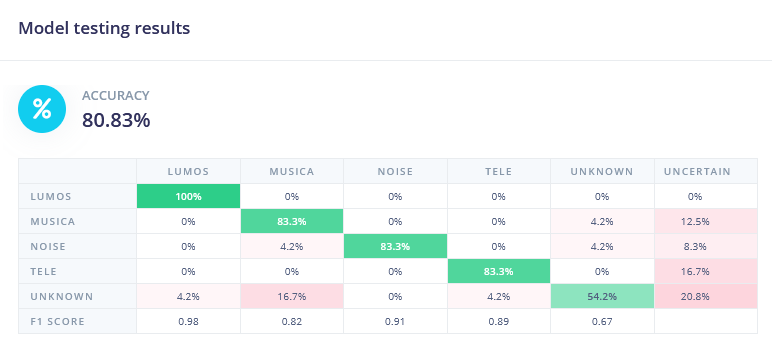 Model testing results
%
ACCURACY
80.83%
LUMOS MUSICA NOISE TELE UNKNOWN UNCERTAIN
LUMOS 100% 0% 0% 0% 0% 0%
MUSICA 0% 83.3% 0% 0% 4.2% 12.5%
NOISE 0% 4.2% 83.3% 0% 4.2% 8.3%
TELE 0% 0% 0% 83.3% 0% 16.7%
UNKNOWN 4.2% 16.7% 0% 4.2% 54.2% 20.8%
F1 SCORE 0.98 0.82 0.91 0.89 0.67